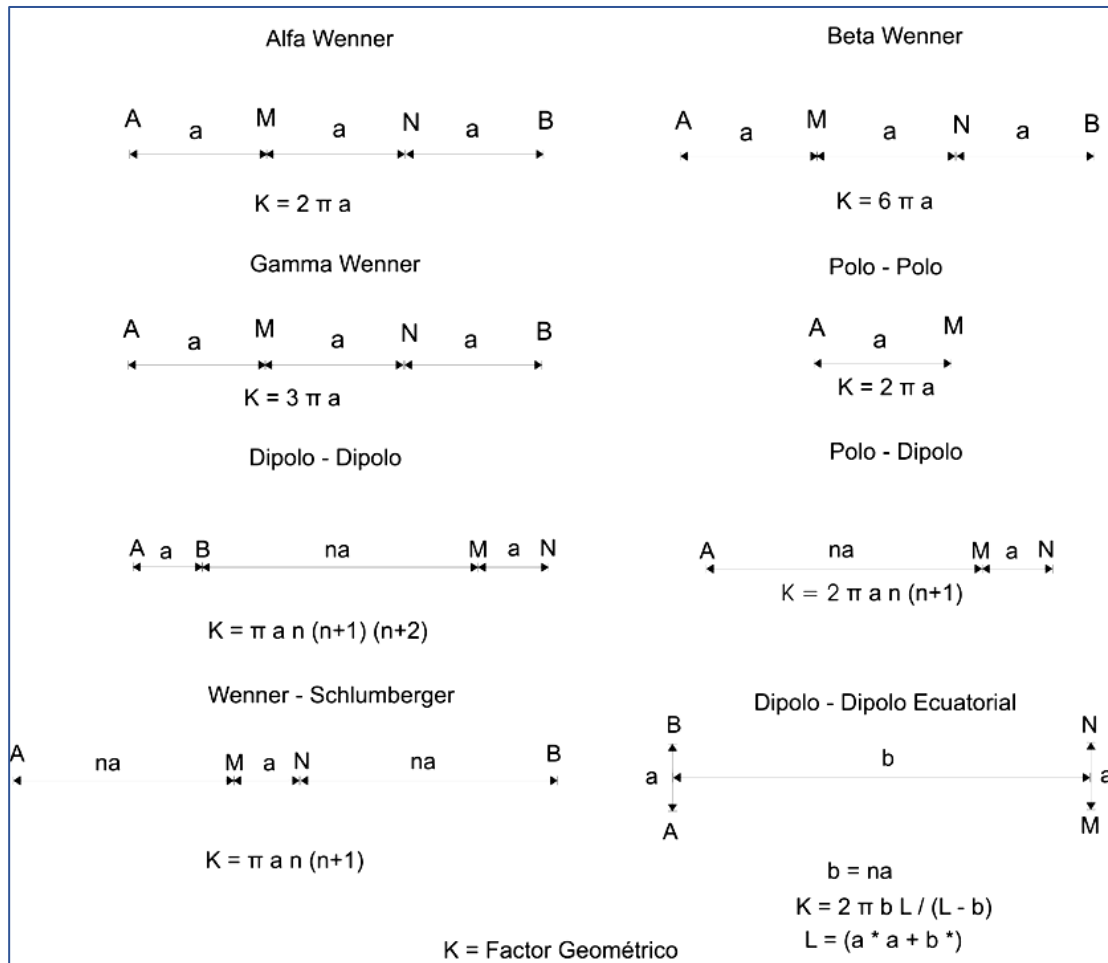 Alfa Wenner
Beta Wenner
A a M a N a B
A a M a N a B
K = 2 π a
K = 6 π a
Gamma Wenner
Polo - Polo
A a M a N a B
A a M
K = 3 π a
K = 2 π a
Dipolo - Dipolo
Polo - Dipolo
A a B na M a N
A na M a N
K = π a n (n+1) (n+2)
K = 2 π a n (n+1)
Wenner - Schlumberger
Dipolo - Dipolo Ecuatorial
A na M a N na B
B N
a b a
A M
K = π a n (n+1)
b = na
K = 2 π b L / (L - b)
L = (a * a + b *)
K = Factor Geométrico